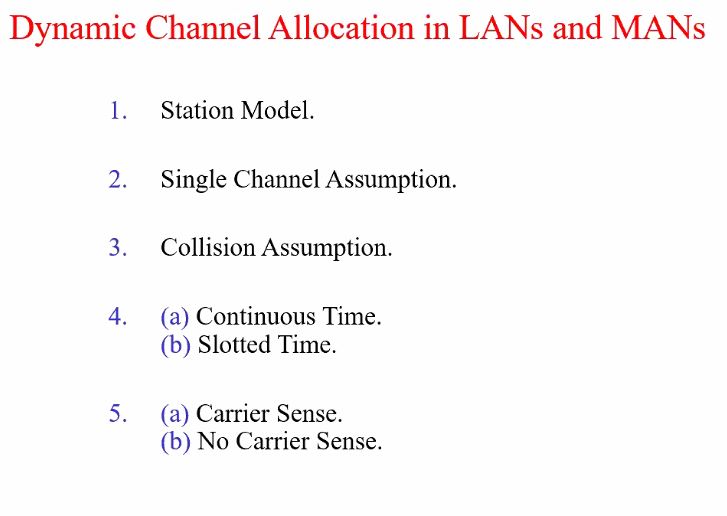 Dynamic Channel Allocation in LANs and MANs
1. Station Model.
2. Single Channel Assumption.
3. Collision Assumption.
4. (a) Continuous Time.
(b) Slotted Time.
5. (a) Carrier Sense.
(b) No Carrier Sense.